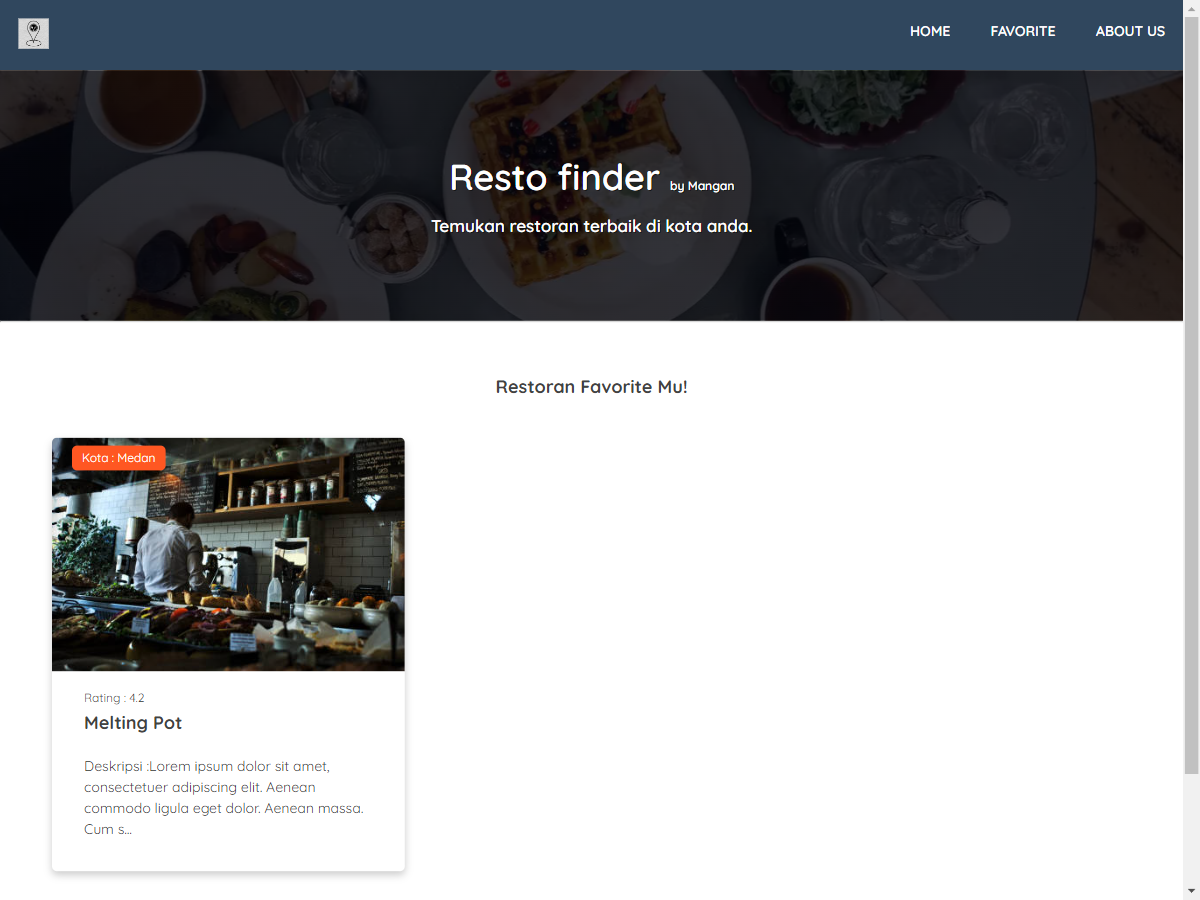 HOME FAVORITE ABOUT US
Resto finder by Mangan
Temukan restoran terbaik di kota anda.
Restoran Favorite Mu!
Kota : Medan
Rating : 4.2
Melting Pot
Deskripsi :Lorem ipsum dolor sit amet,
consectetuer adipiscing elit. Aenean
commodo ligula eget dolor. Aenean massa.
Cum s...